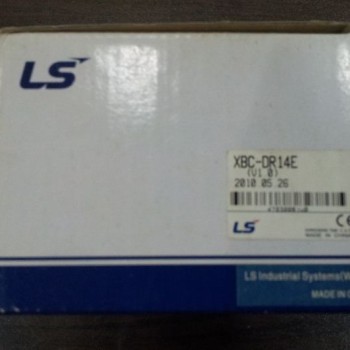 LS
XBC-DR14E
(V1.0)
2010.05.26
LS
LS Industrial Systems(W
MADE IN C